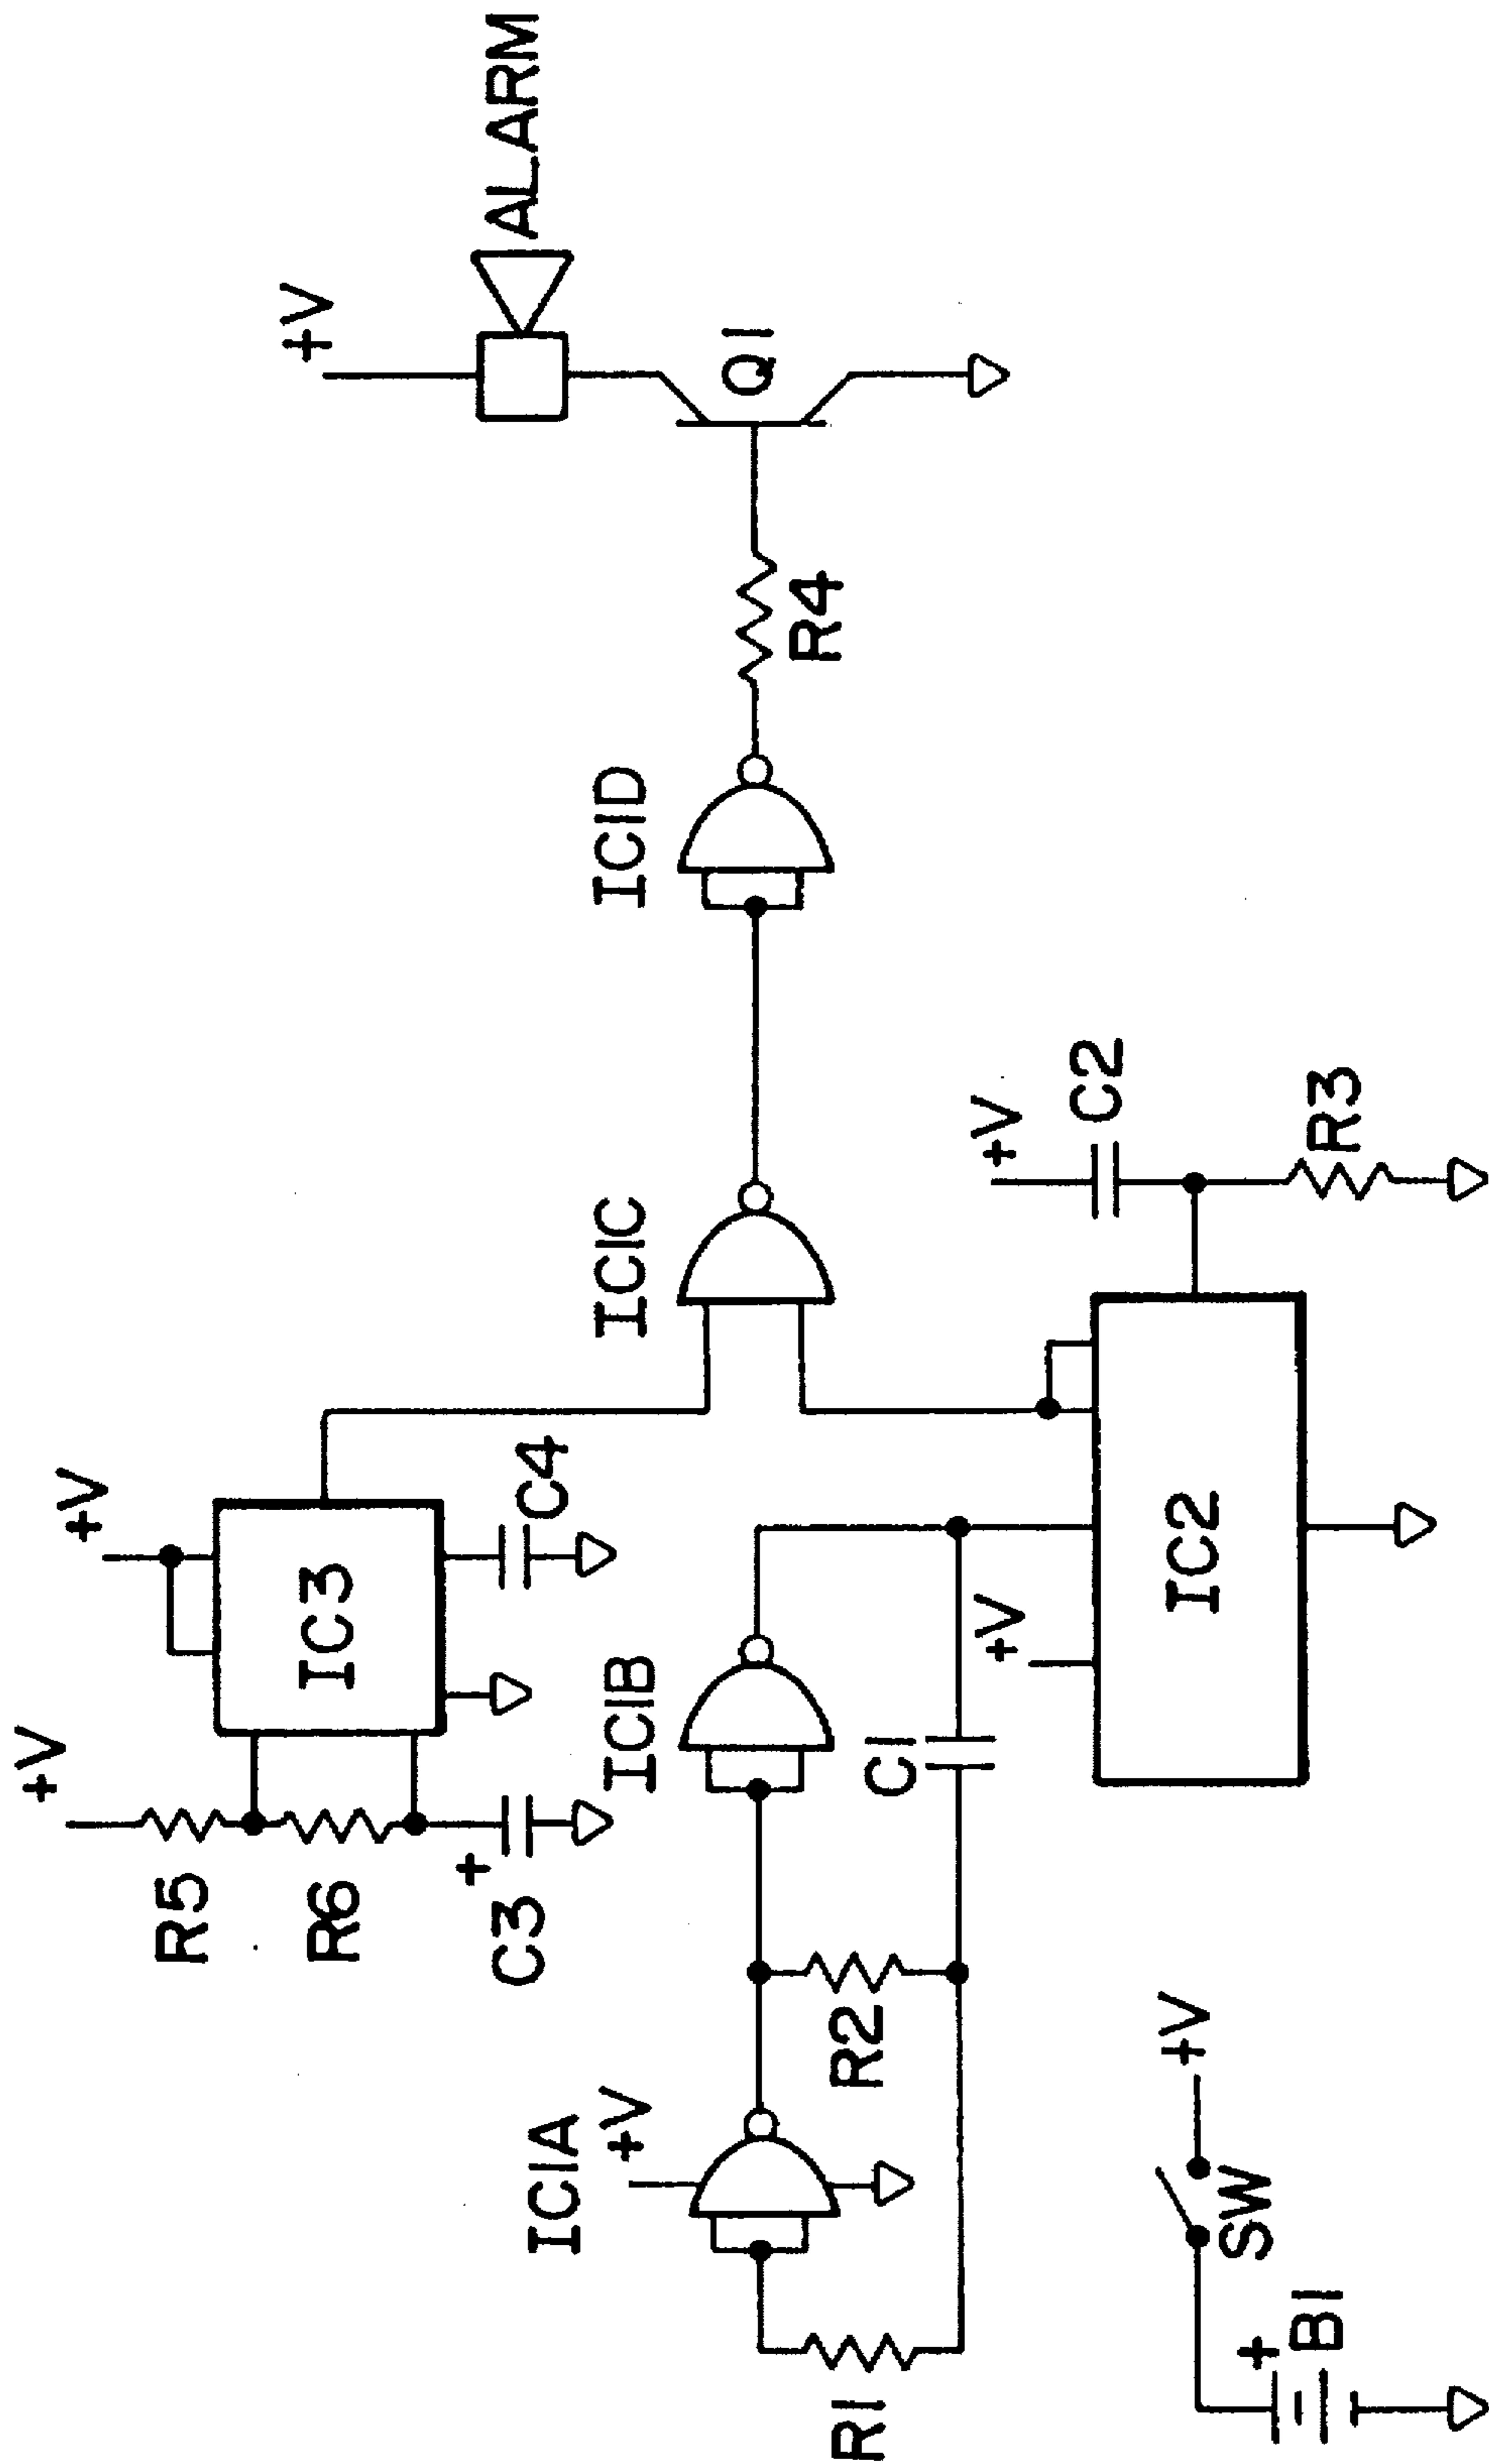 +V
ALARM
Q1
R4
IC1D
IC1C
+V
IC3
C4
+V
R5
R6
+
C3
IC1B
C1
+V
IC2
+V
C2
R3
IC1A
+V
R2
R1
SW
+V
+
B1